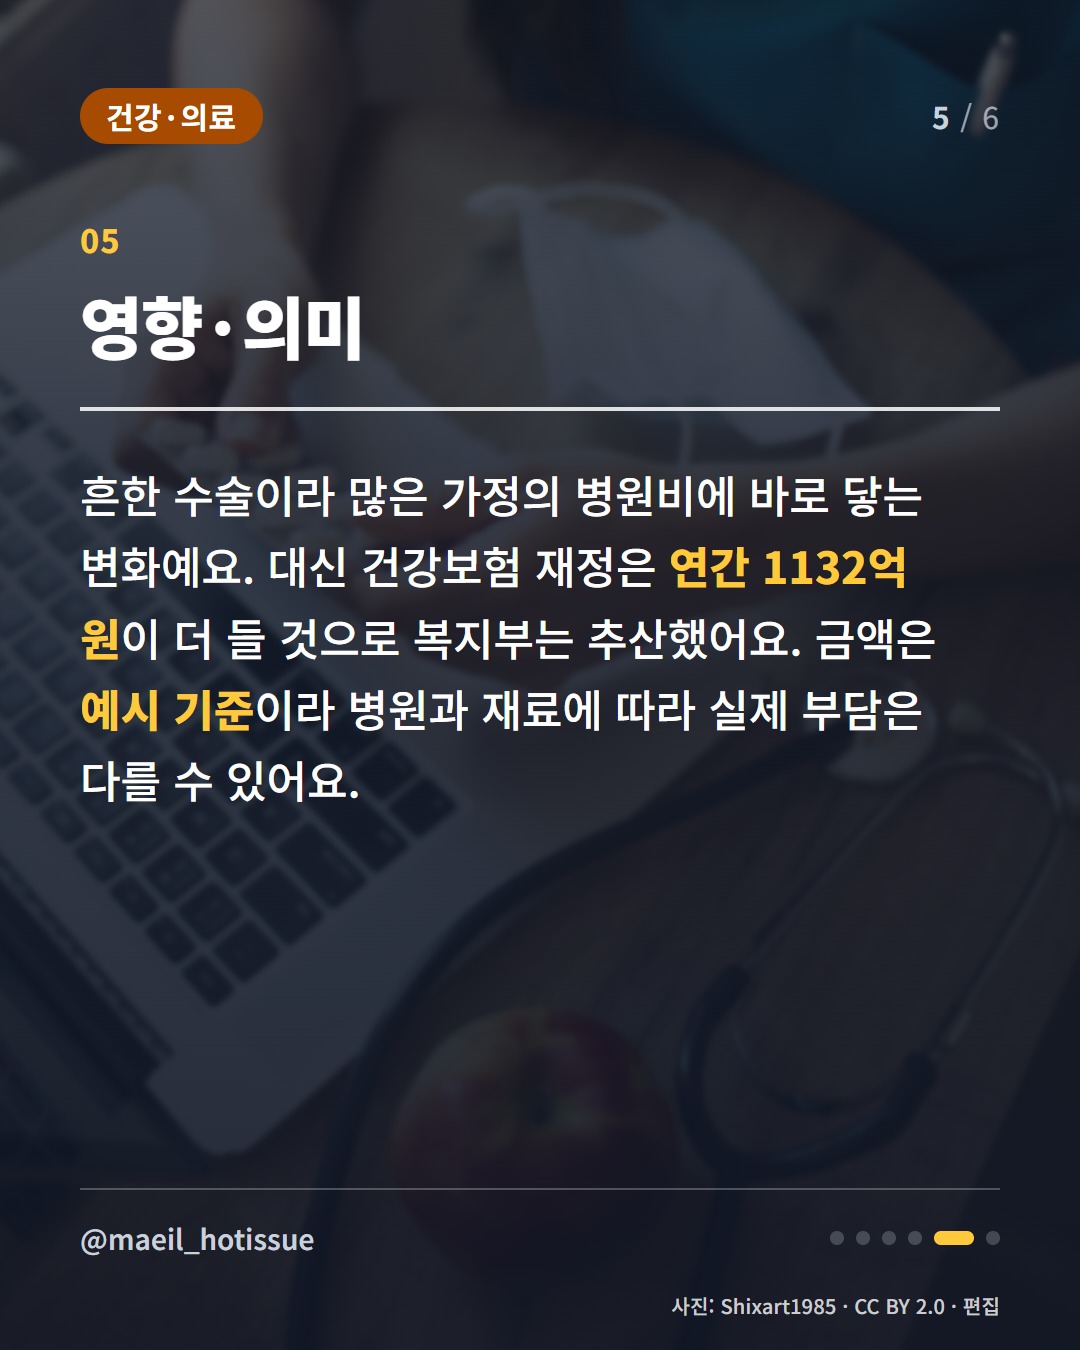 건강·의료
5 / 6
05
영향·의미
흔한 수술이라 많은 가정의 병원비에 바로 닿는
변화예요. 대신 건강보험 재정은 연간 1132억
원이 더 들 것으로 복지부는 추산했어요. 금액은
예시 기준이라 병원과 재료에 따라 실제 부담은
다를 수 있어요.
@maeil_hotissue
사진: Shixart1985 · CC BY 2.0 · 편집